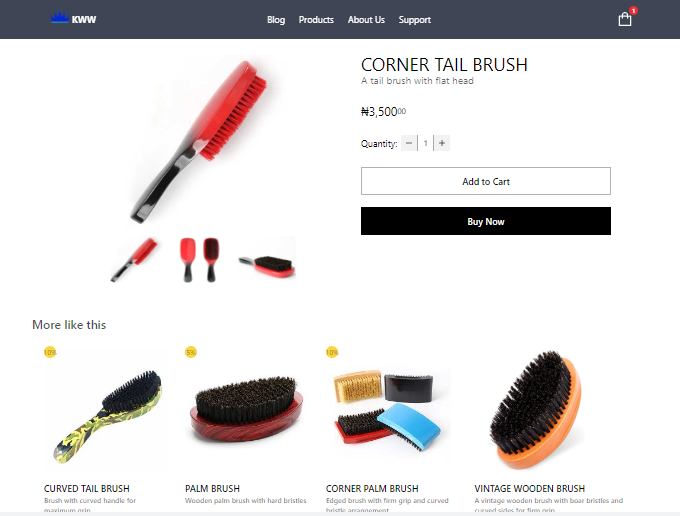 KWW
Blog Products About Us Support
1
CORNER TAIL BRUSH
A tail brush with flat head
₦3,50000
Quantity: − 1 +
Add to Cart
Buy Now
More like this
10% 5% 10%
CURVED TAIL BRUSH
Brush with curved handle for
maximum grip
PALM BRUSH
Wooden palm brush with hard bristles
CORNER PALM BRUSH
Edged brush with firm grip and curved
bristle arrangement
VINTAGE WOODEN BRUSH
A vintage wooden brush with boar bristles and
curved sides for firm grip